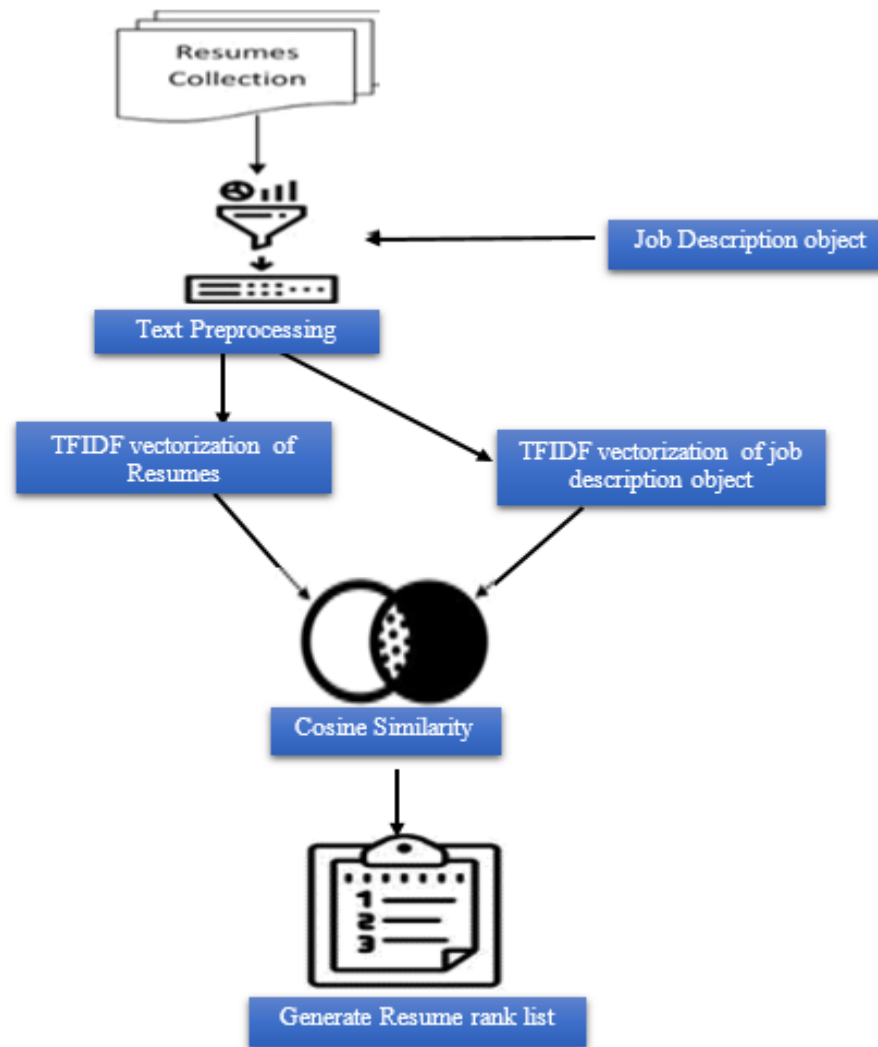 Resumes
Collection
Job Description object
Text Preprocessing
TFIDF vectorization of
Resumes
TFIDF vectorization of job
description object
Cosine Similarity
1
2
3
Generate Resume rank list